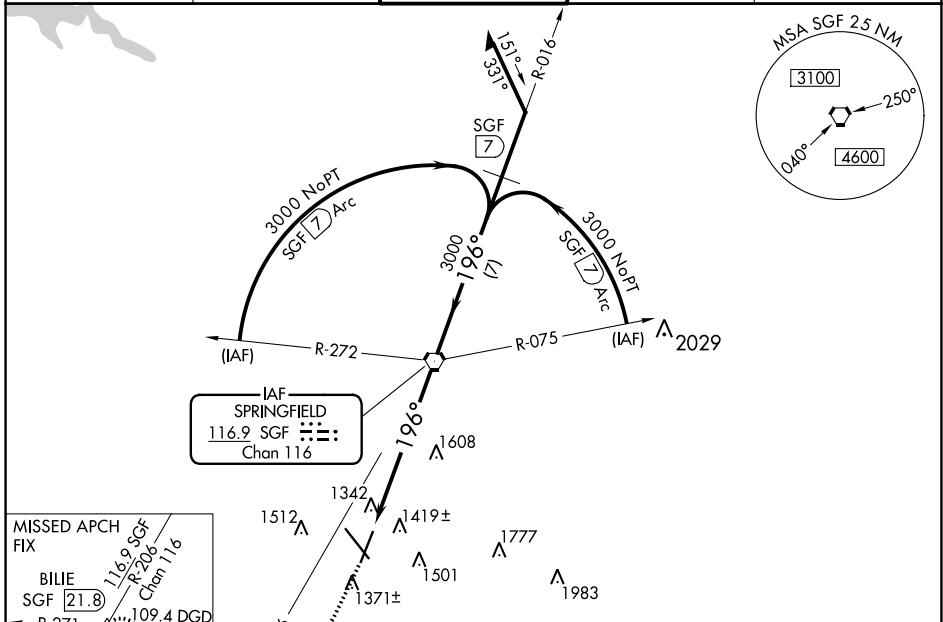 MSA SGF 25 NM
3100
250°
040°
4600
151°
331°
R-016
SGF
7
3000 NoPT
SGF 7 Arc
3000 NoPT
SGF 7 Arc
3000
196°
(7)
(IAF)
R-272
R-075
(IAF)
2029
IAF
SPRINGFIELD
116.9 SGF
Chan 116
196°
1608
1342
1512
1419±
1777
1501
1371±
1983
MISSED APCH
FIX
116.9 SGF
R-206
Chan 116
BILIE
SGF 21.8
109.4 DGD
R-271